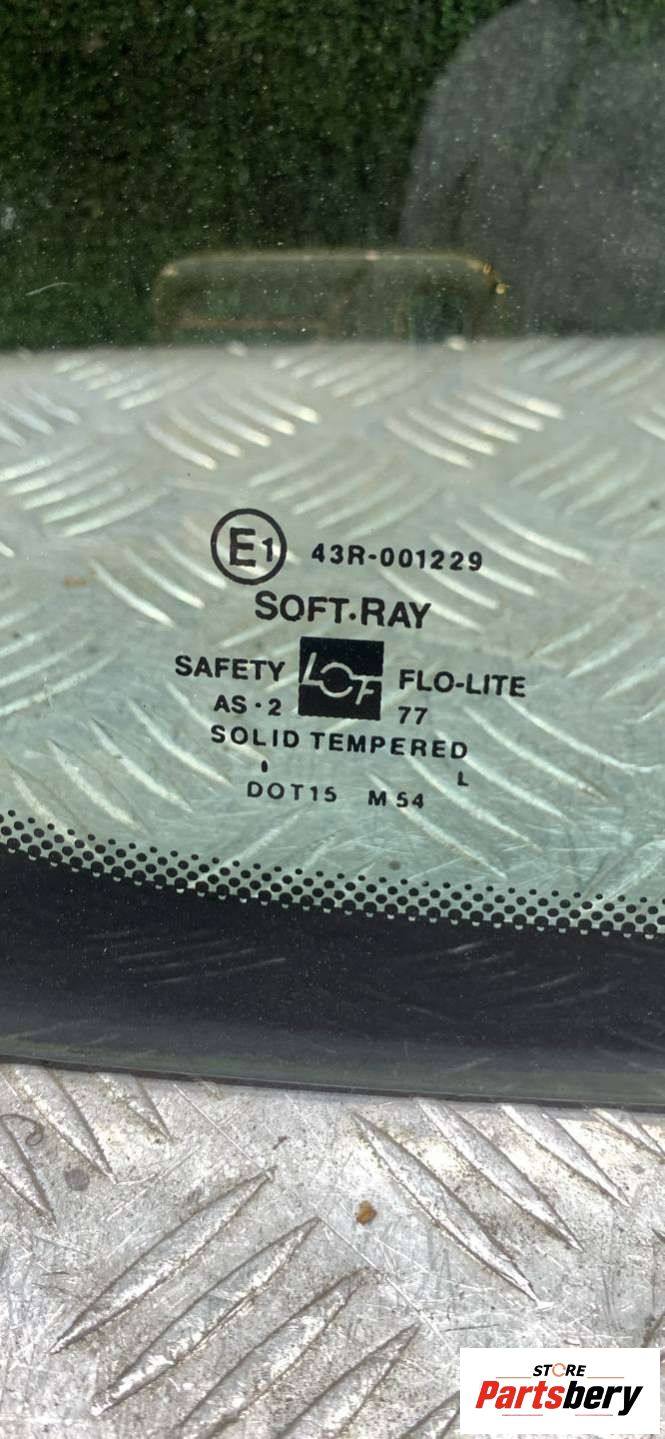 E1 43R-001229
SOFT•RAY
SAFETY LOF FLO-LITE
AS•2 77
SOLID TEMPERED
L
DOT15 M54
STORE
Partsbery